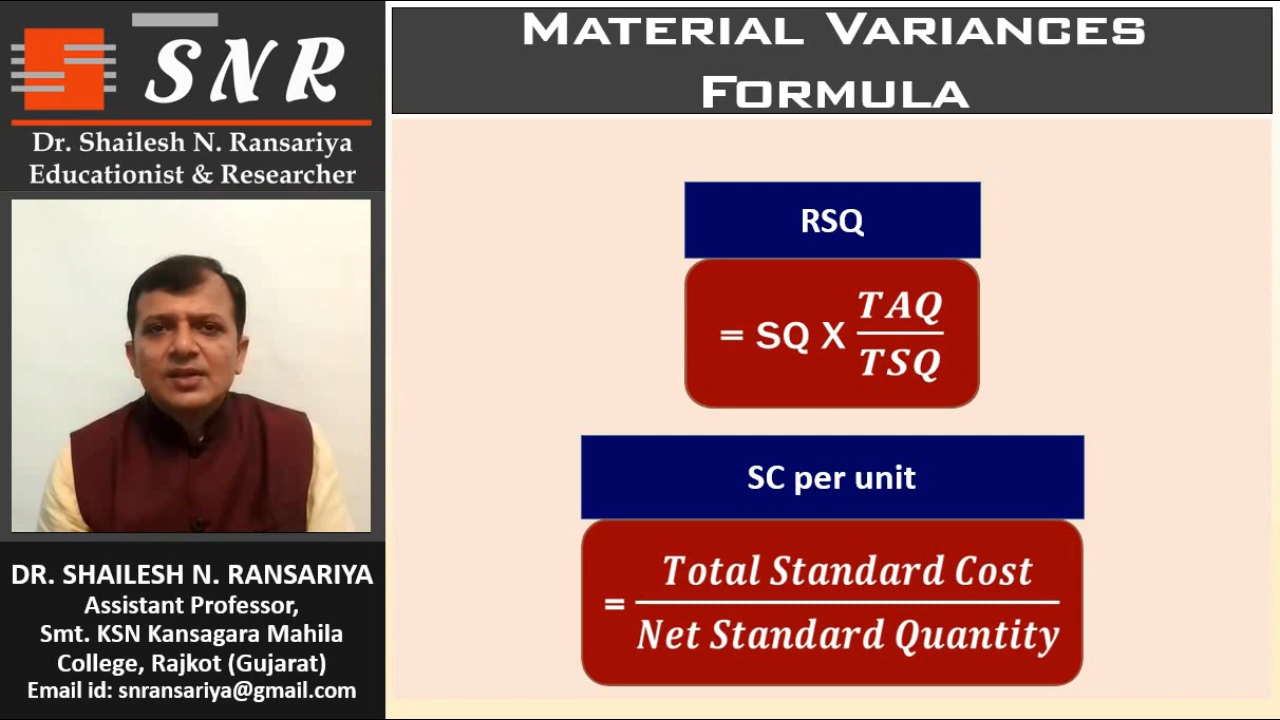 SNR
Dr. Shailesh N. Ransariya
Educationist & Researcher
DR. SHAILESH N. RANSARIYA
Assistant Professor,
Smt. KSN Kansagara Mahila
College, Rajkot (Gujarat)
Email id: snransariya@gmail.com
MATERIAL VARIANCES
FORMULA
RSQ
= SQ X TAQ
TSQ
SC per unit
= Total Standard Cost
Net Standard Quantity